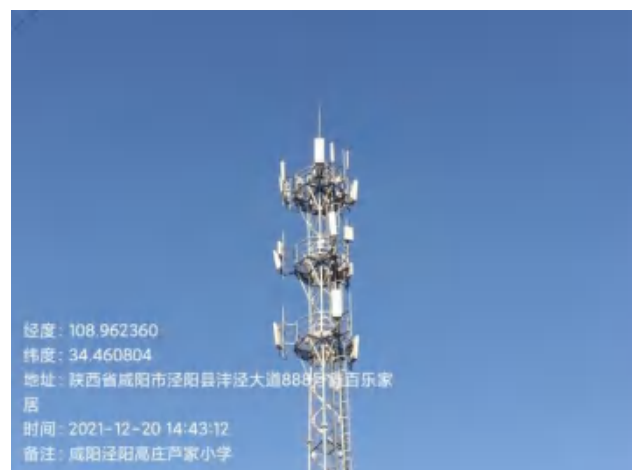 经度: 108.962360
纬度: 34.460804
地址: 陕西省咸阳市泾阳县沣泾大道888号 百乐家
居
时间: 2021-12-20 14:43:12
备注: 咸阳泾阳高庄芦家小学